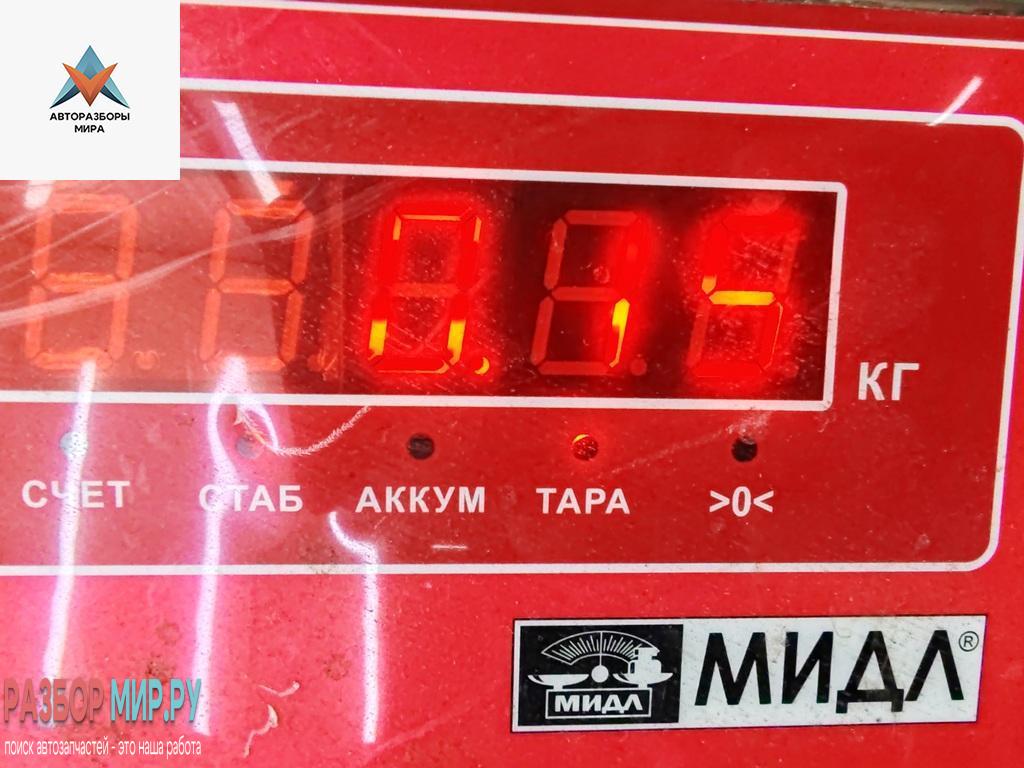 АВТОРАЗБОРЫ
МИРА
0.15
КГ
СЧЕТ СТАБ АККУМ ТАРА >0<
МИДЛ МИДЛ®
РАЗБОР МИР.РУ
поиск автозапчастей - это наша работа